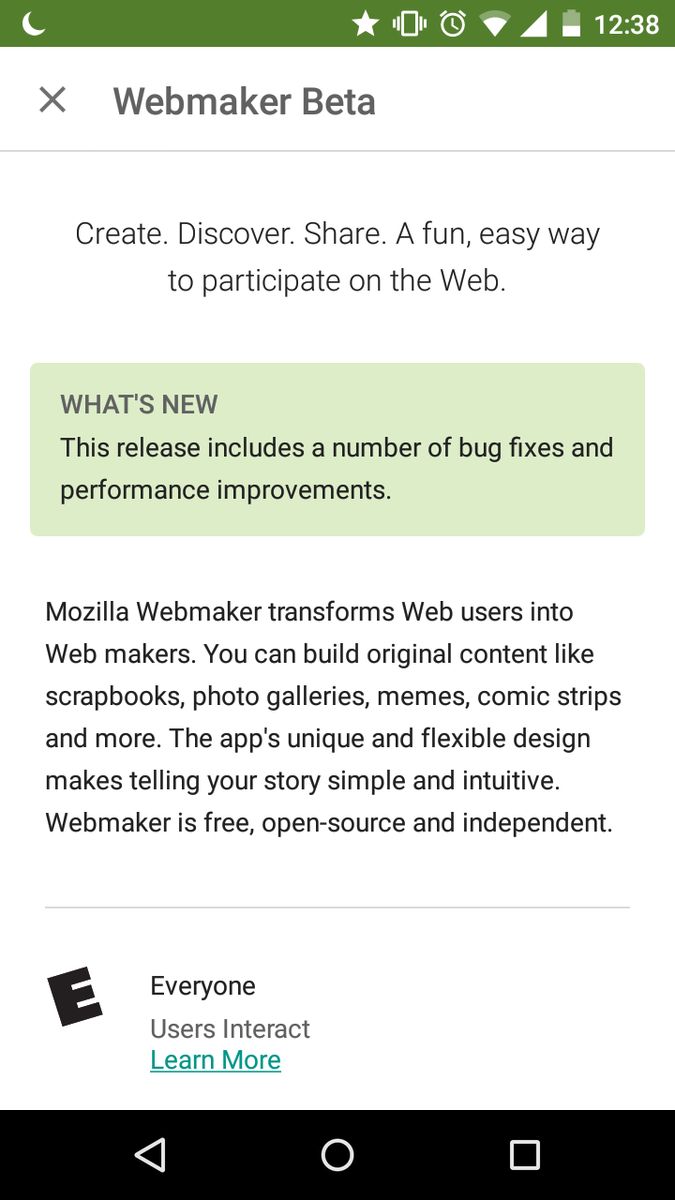 12:38
Webmaker Beta
Create. Discover. Share. A fun, easy way
to participate on the Web.
WHAT'S NEW
This release includes a number of bug fixes and
performance improvements.
Mozilla Webmaker transforms Web users into
Web makers. You can build original content like
scrapbooks, photo galleries, memes, comic strips
and more. The app's unique and flexible design
makes telling your story simple and intuitive.
Webmaker is free, open-source and independent.
E
Everyone
Users Interact
Learn More